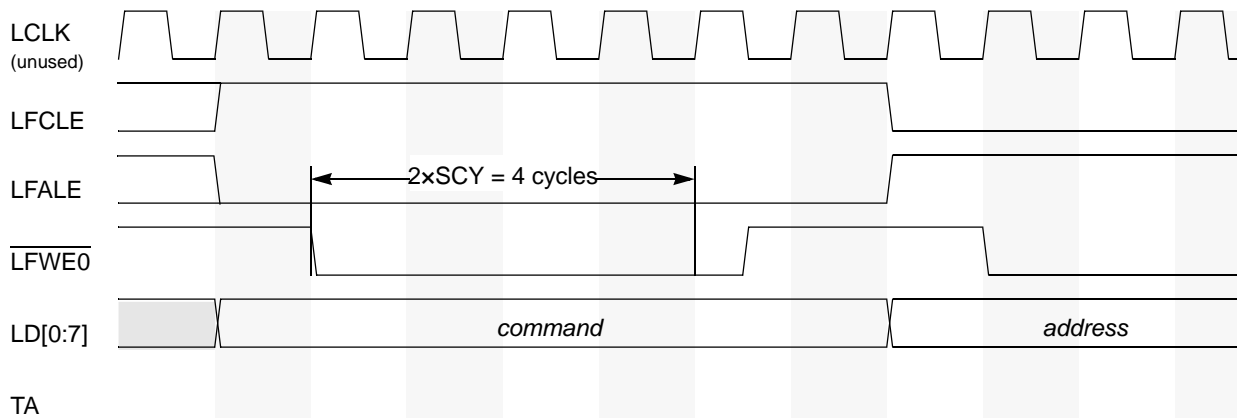 LCLK
(unused)
LFCLE
LFALE
2×SCY = 4 cycles
LFWE0
LD[0:7]
command
address
TA